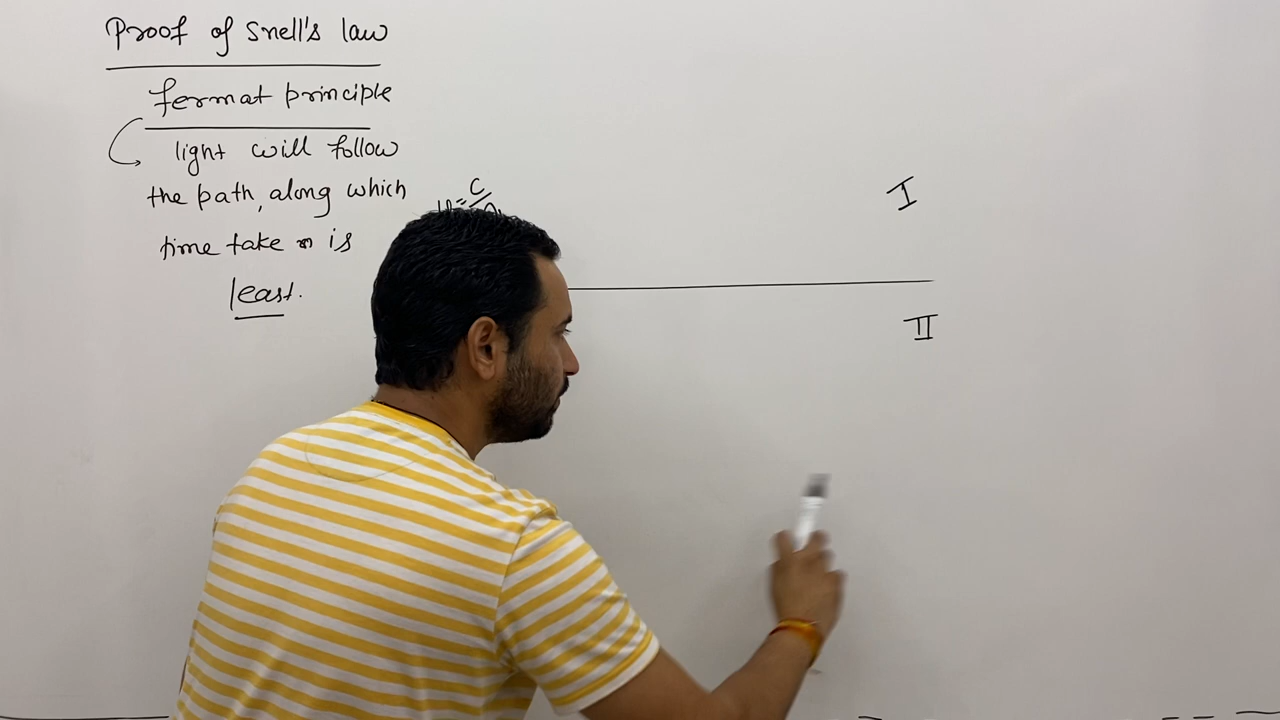 Proof of Snell's law
fermat principle
light will follow
the path, along which
time taken is
least.
C
I
II